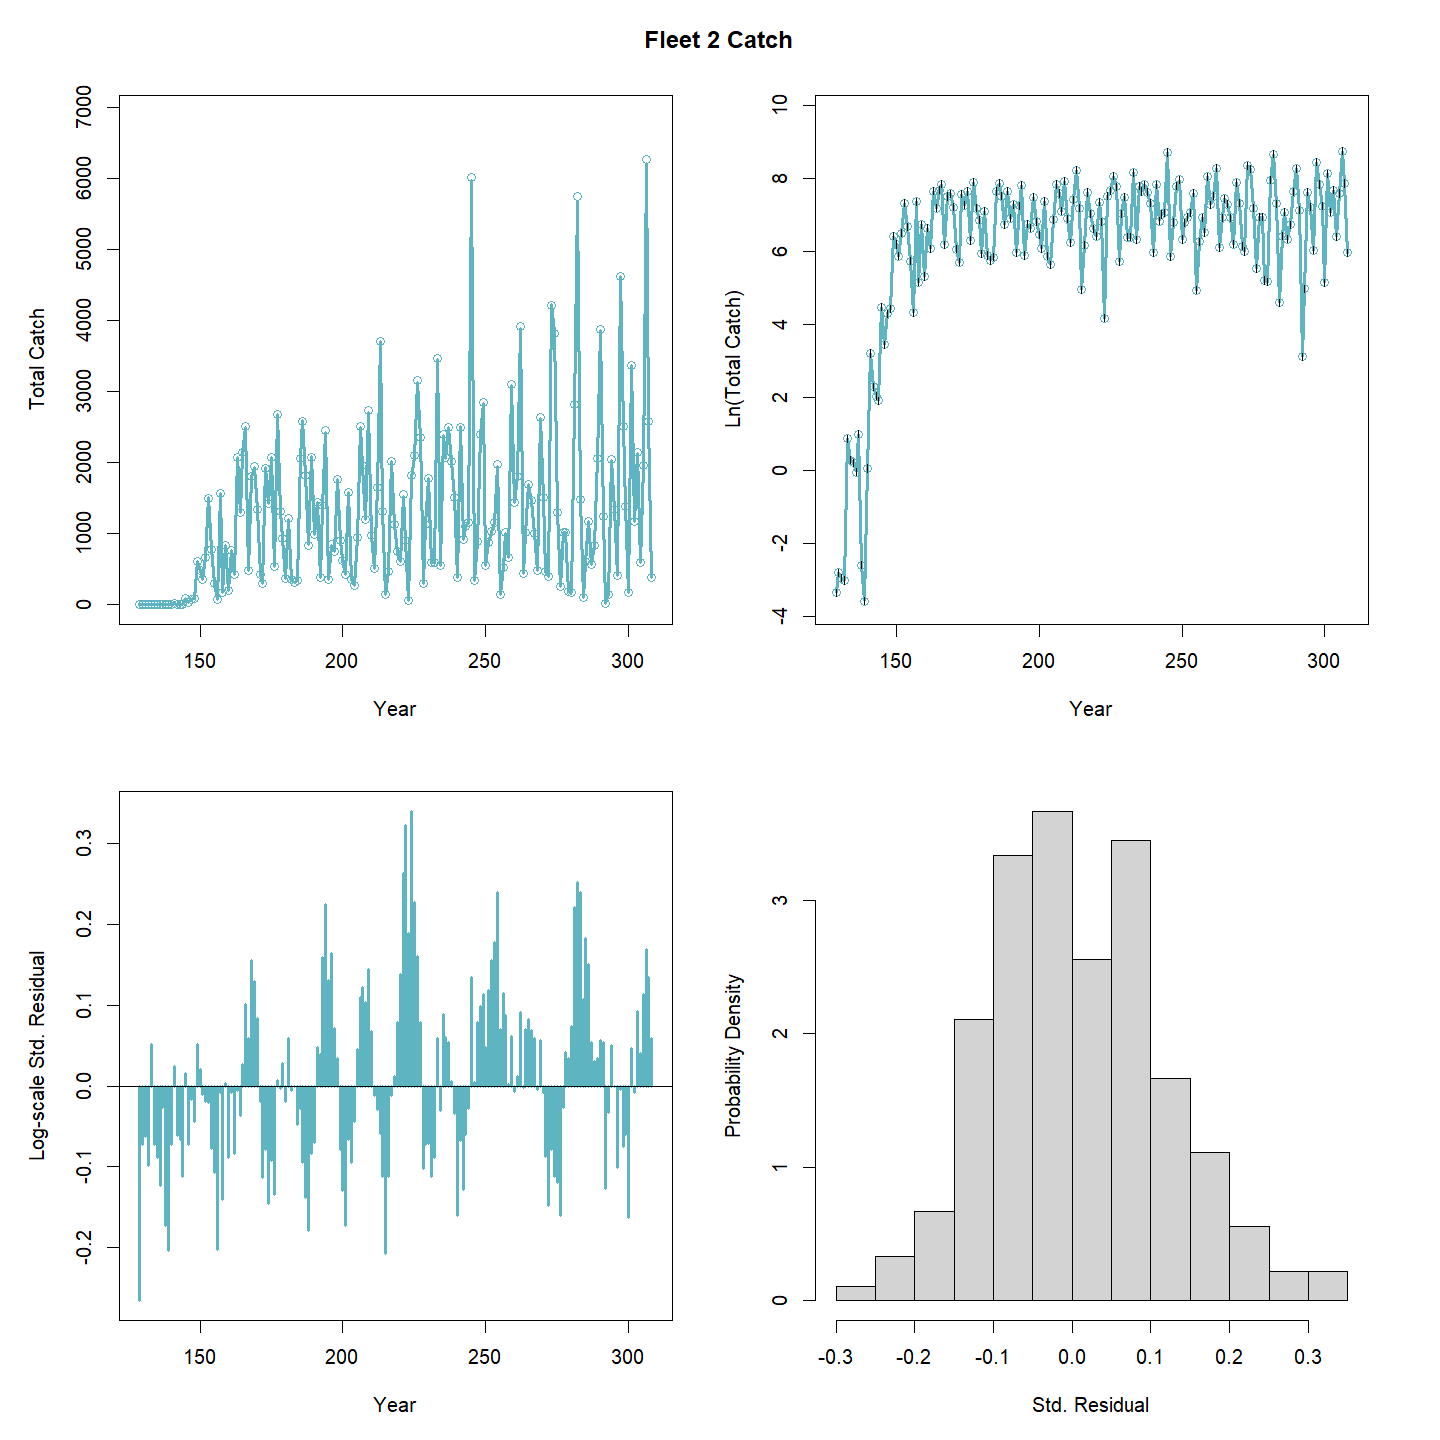 Fleet 2 Catch
Total Catch
7000
6000
5000
4000
3000
2000
1000
0
150 200 250 300
Year
Ln(Total Catch)
10
8
6
4
2
0
-2
-4
150 200 250 300
Year
Log-scale Std. Residual
0.3
0.2
0.1
0.0
-0.1
-0.2
150 200 250 300
Year
Probability Density
3
2
1
0
-0.3 -0.2 -0.1 0.0 0.1 0.2 0.3
Std. Residual